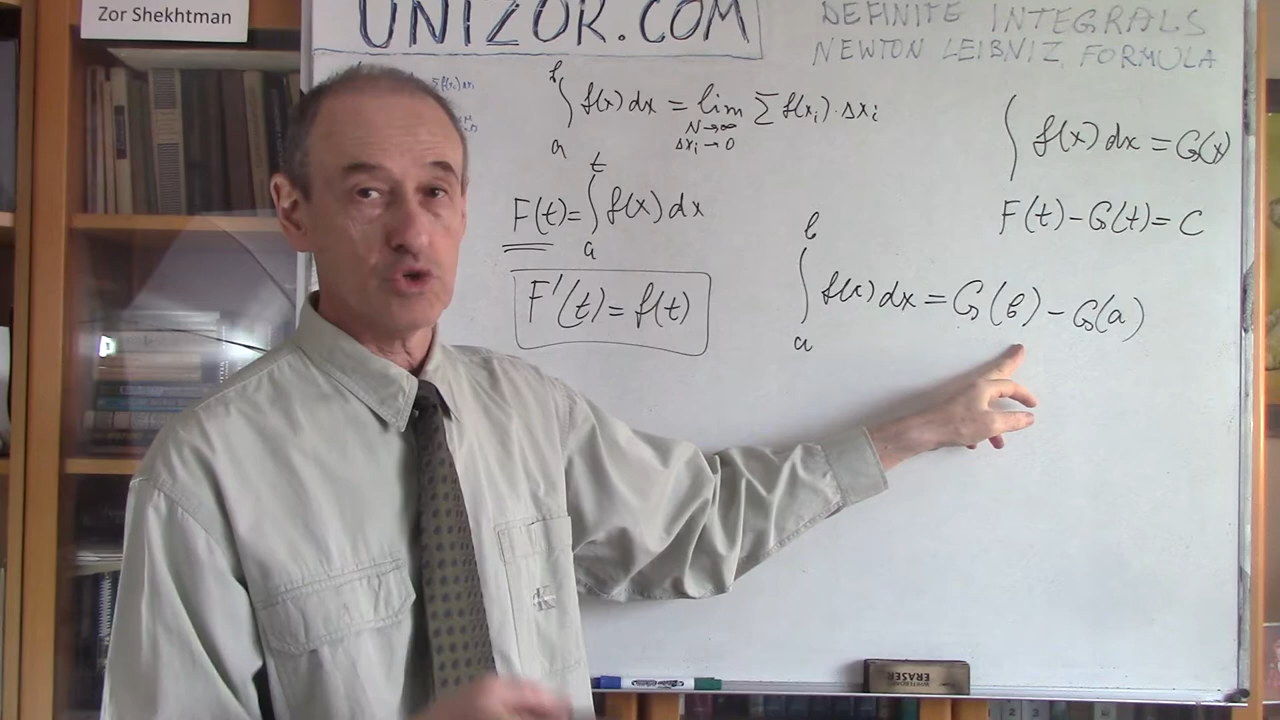 Zor Shekhtman
UNIZOR.COM
DEFINITE INTEGRALS
NEWTON LEIBNIZ FORMULA
∫ₐᵇ f(x) dx = lim Σ f(xᵢ)·Δxᵢ
N→∞
Δxᵢ→0
F(t) = ∫ₐᵗ f(x) dx
F'(t) = f(t)
∫ f(x) dx = G(x)
F(t) – G(t) = C
∫ₐᵇ f(x) dx = G(b) – G(a)
ERASER